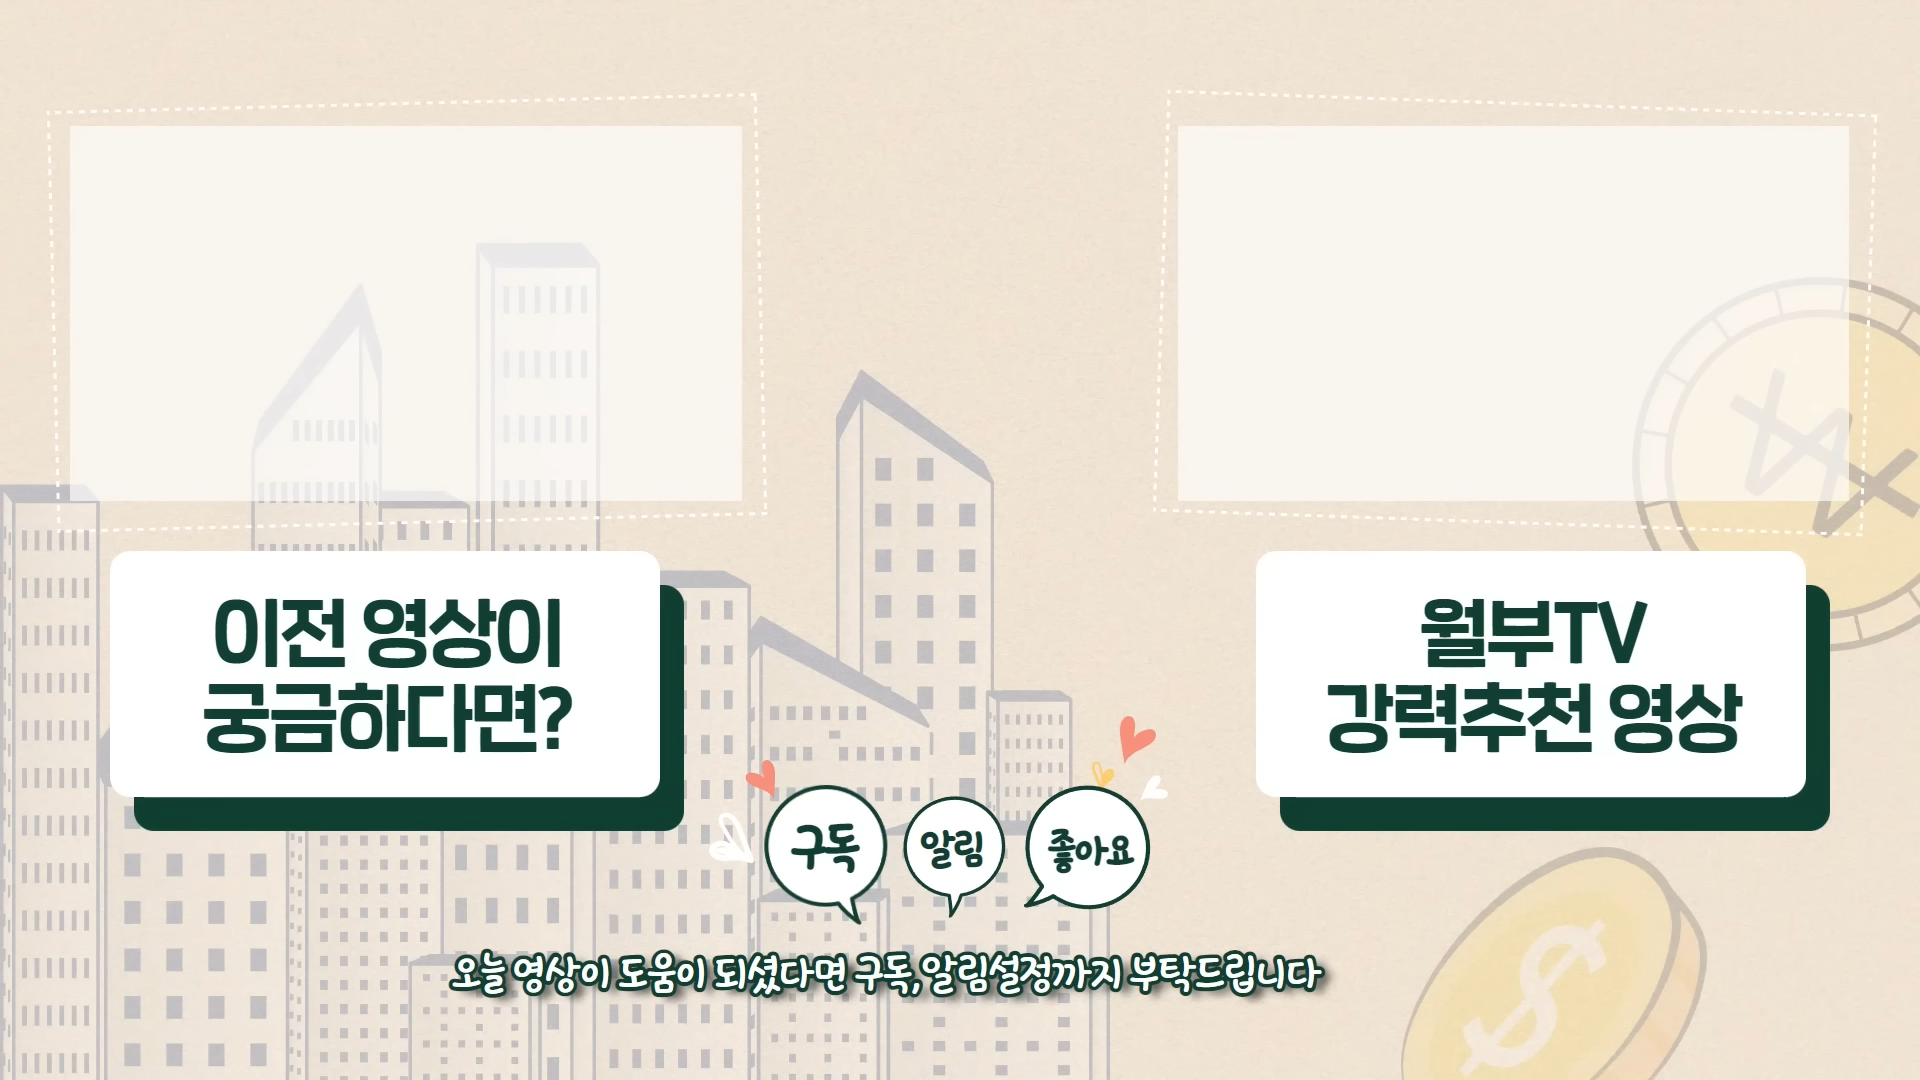 이전 영상이
궁금하다면?
월부TV
강력추천 영상
구독
알림
좋아요
오늘 영상이 도움이 되셨다면 구독,알림설정까지 부탁드립니다